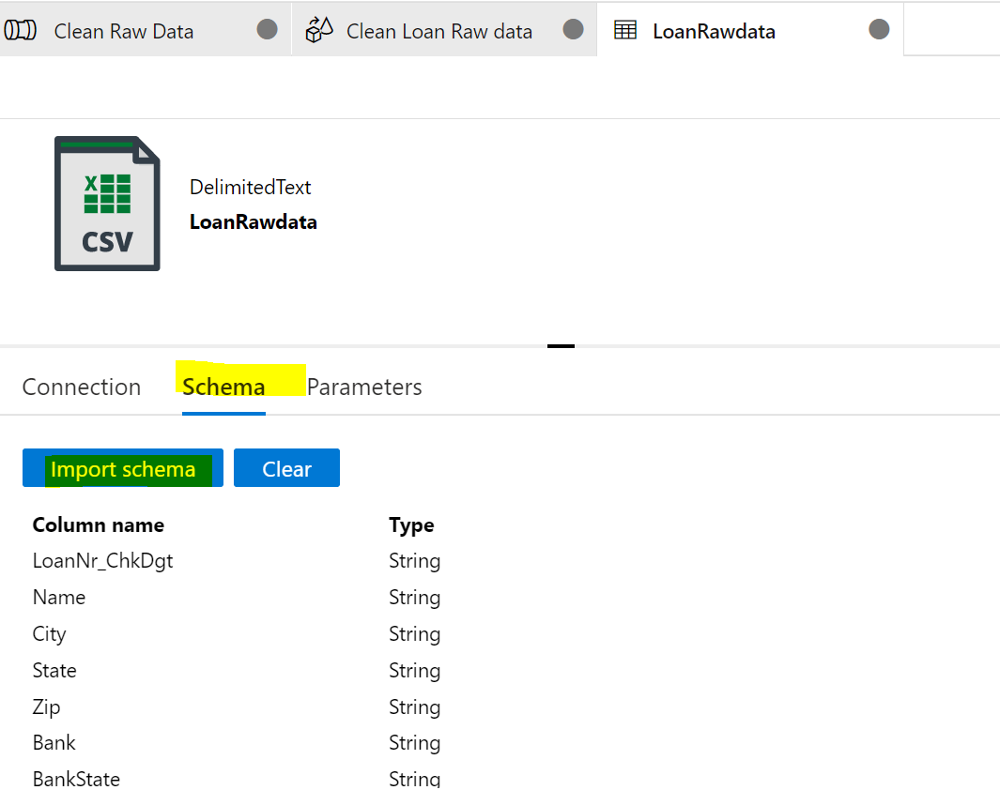 Clean Raw Data Clean Loan Raw data LoanRawdata
DelimitedText
LoanRawdata
X
CSV
Connection Schema Parameters
Import schema Clear
Column name Type
LoanNr_ChkDgt String
Name String
City String
State String
Zip String
Bank String
BankState String